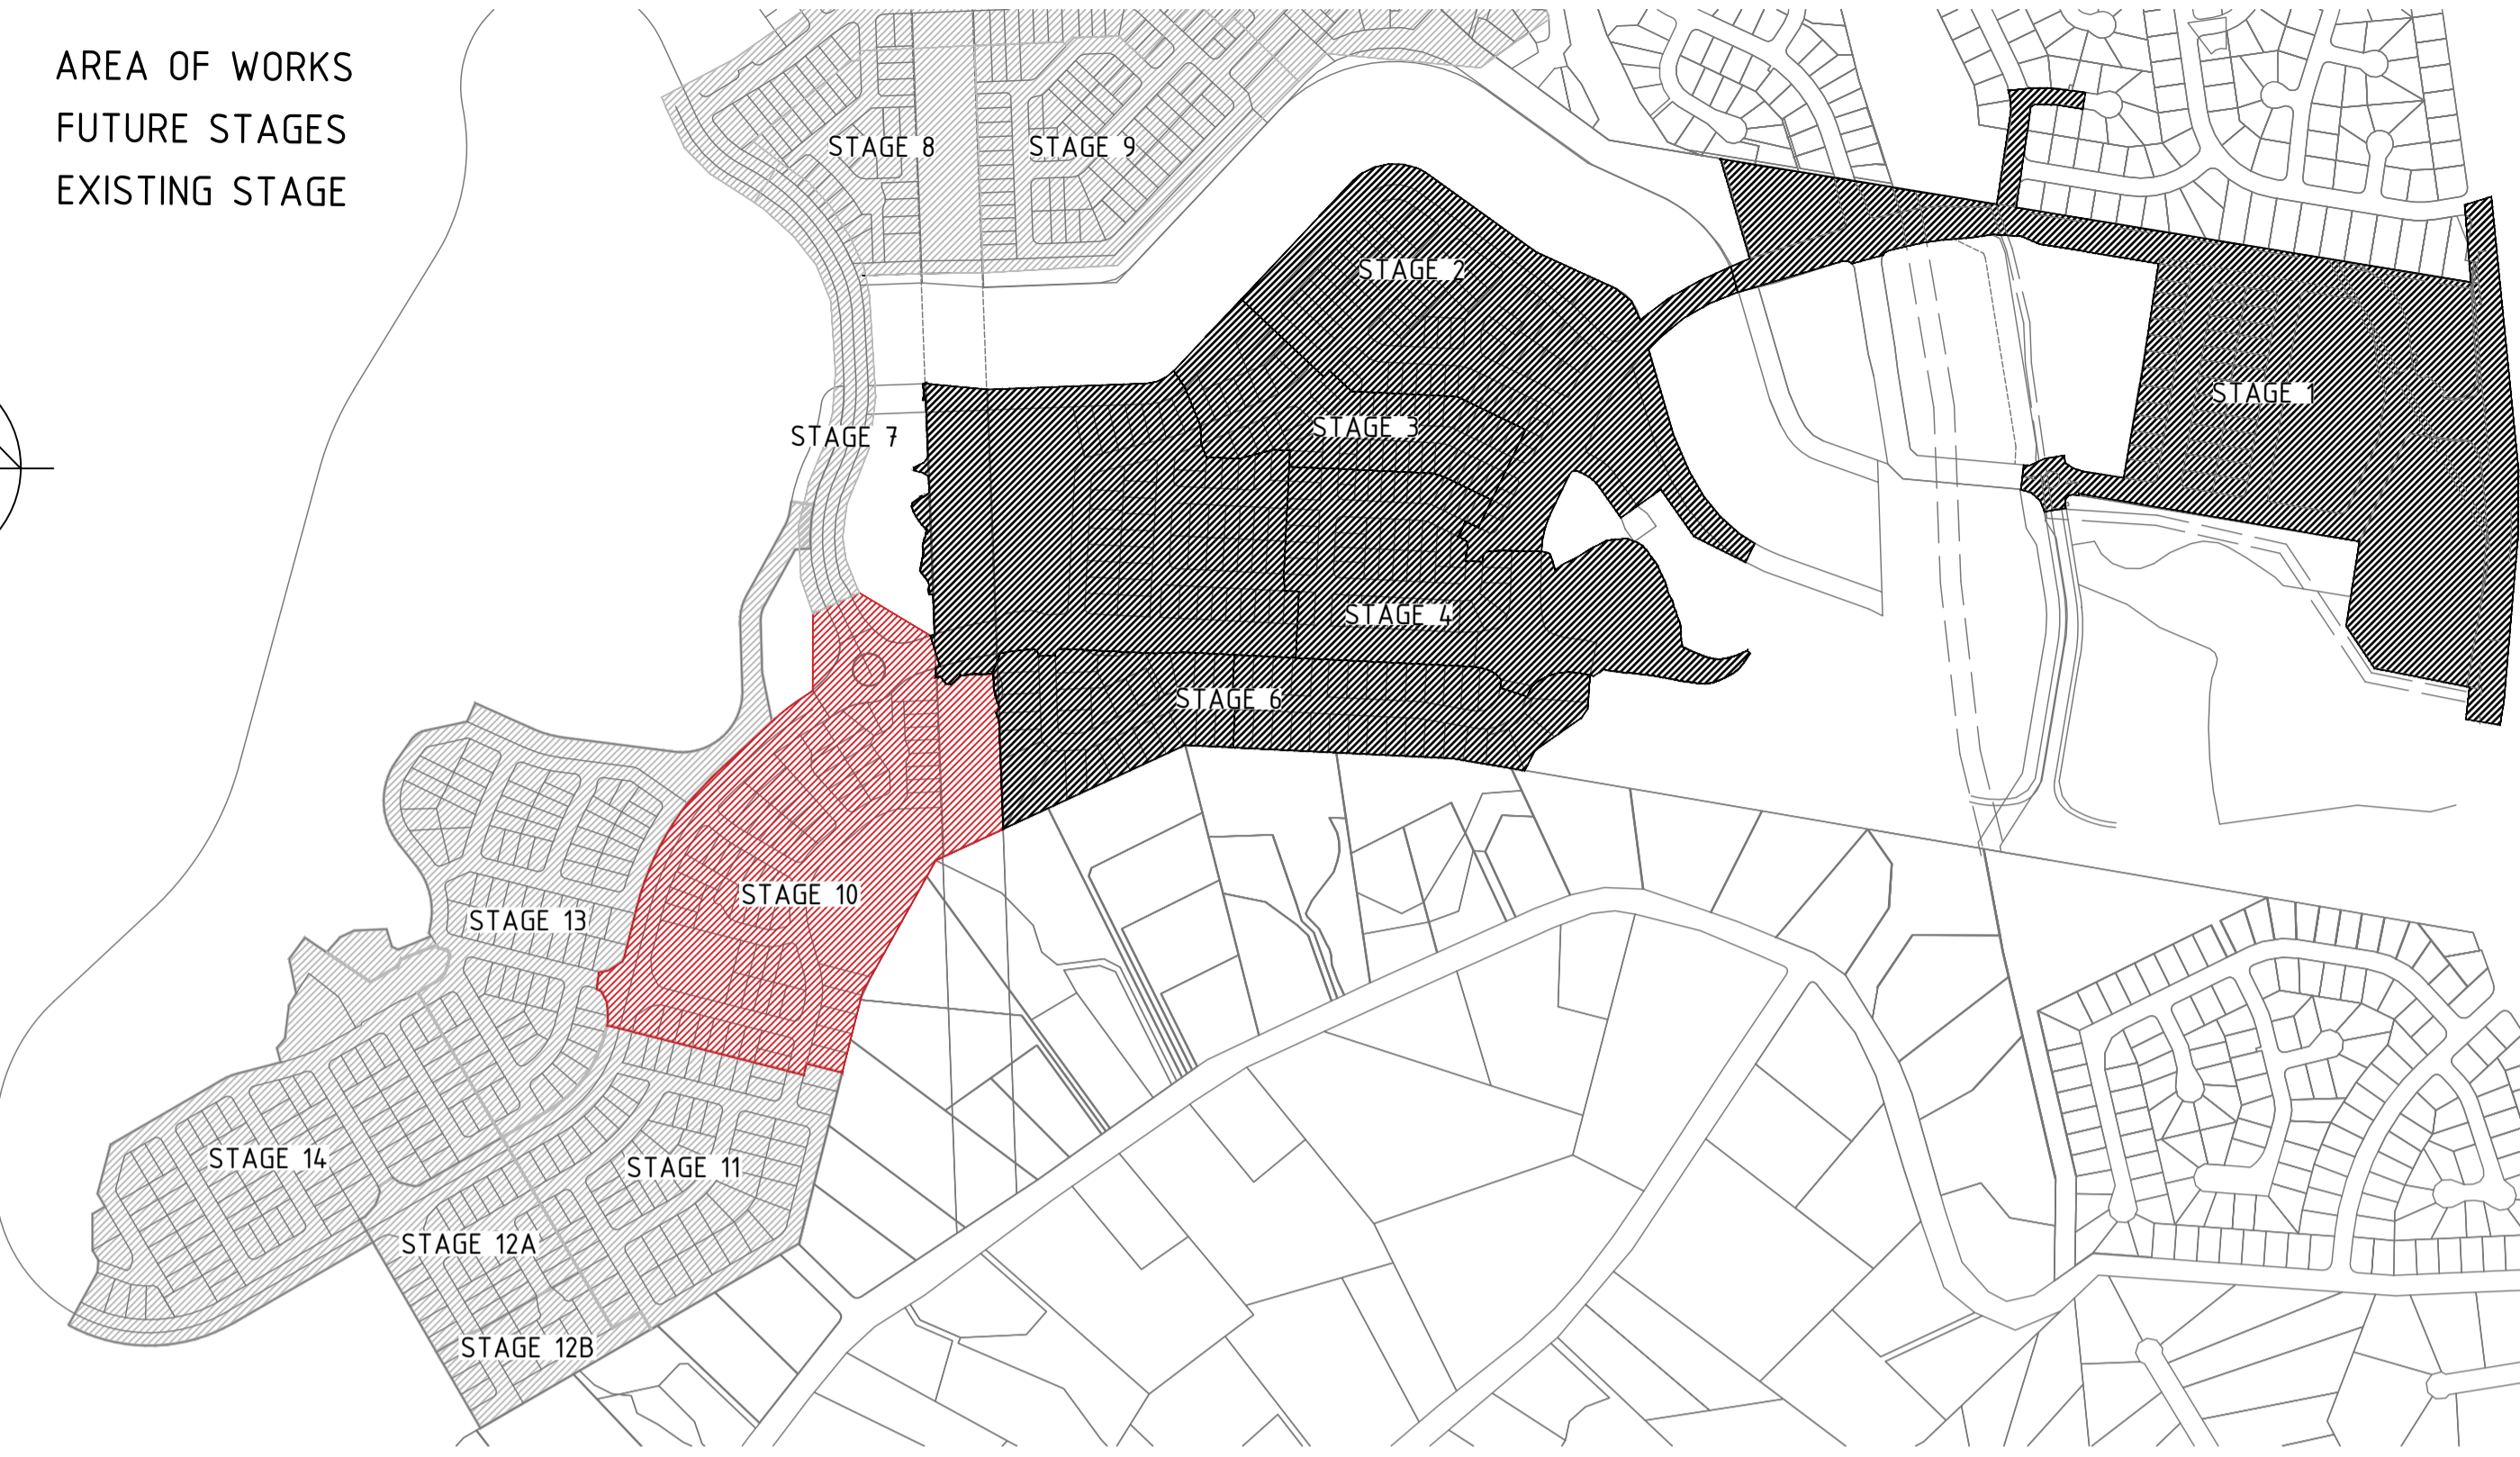 AREA OF WORKS
FUTURE STAGES
EXISTING STAGE
STAGE 8
STAGE 9
STAGE 2
STAGE 1
STAGE 3
STAGE 7
STAGE 4
STAGE 6
STAGE 10
STAGE 13
STAGE 14
STAGE 11
STAGE 12A
STAGE 12B